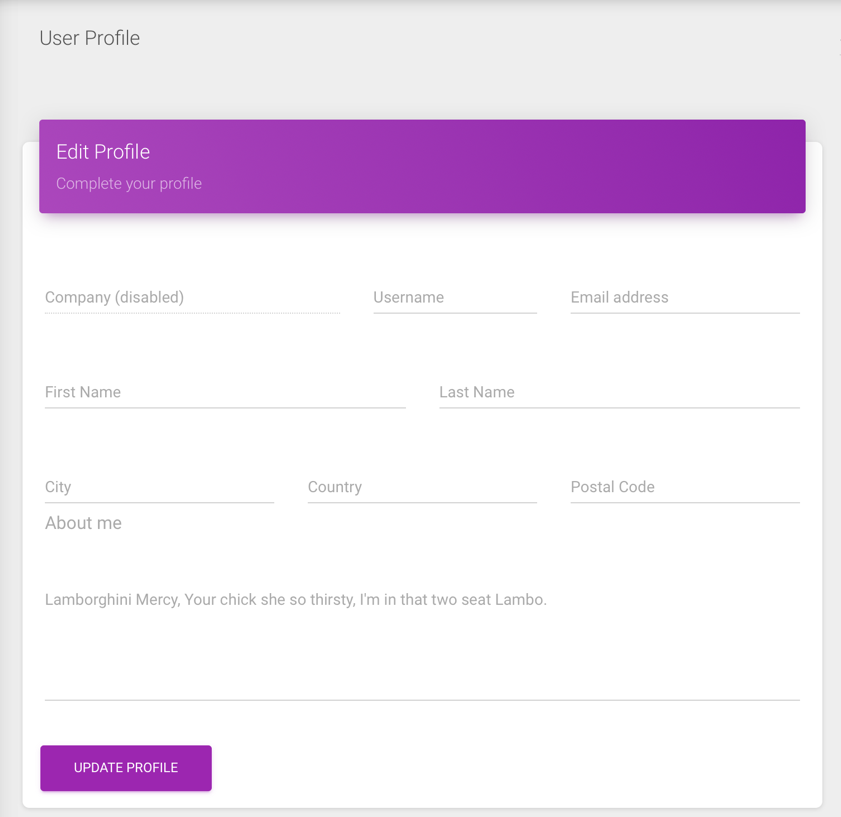 User Profile
Edit Profile
Complete your profile
Company (disabled)
Username
Email address
First Name
Last Name
City
Country
Postal Code
About me
Lamborghini Mercy, Your chick she so thirsty, I'm in that two seat Lambo.
UPDATE PROFILE